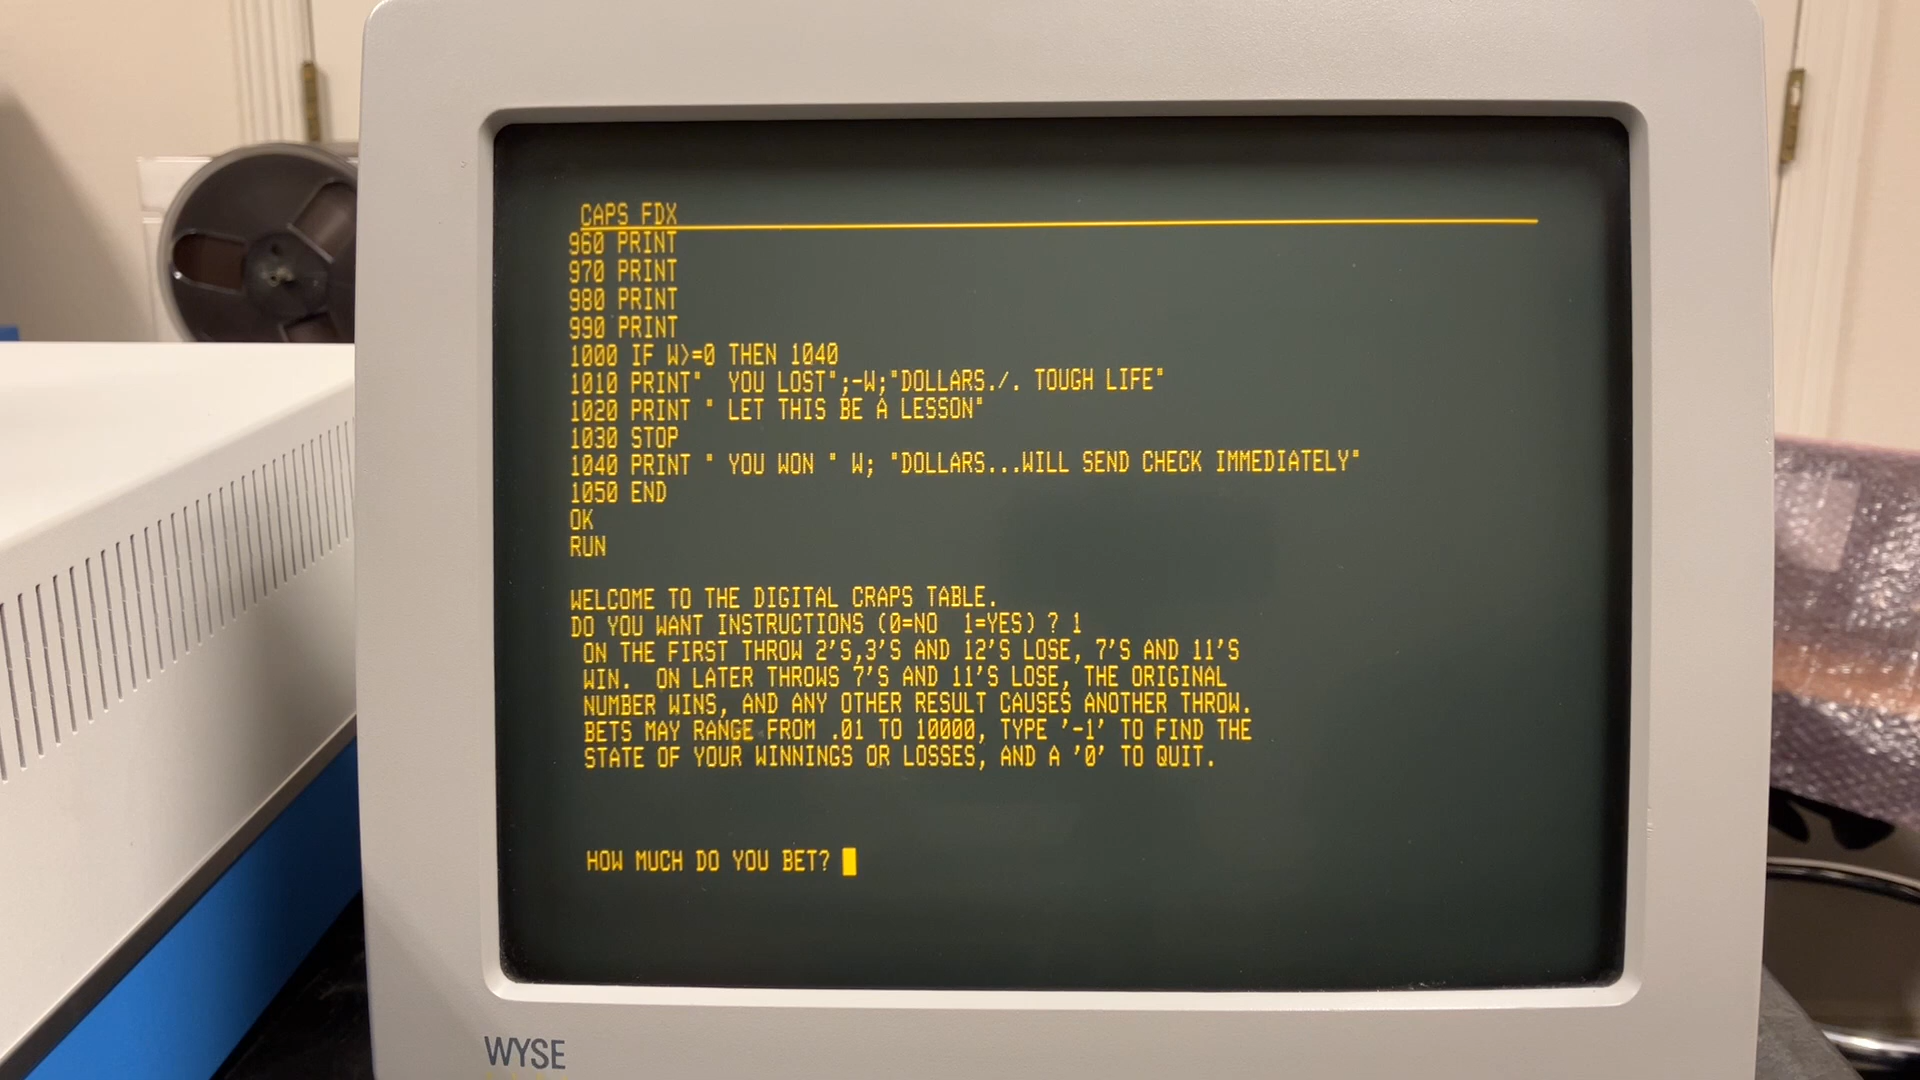 CAPS FDX
960 PRINT
970 PRINT
980 PRINT
990 PRINT
1000 IF W>=0 THEN 1040
1010 PRINT"  YOU LOST";-W;"DOLLARS./. TOUGH LIFE"
1020 PRINT " LET THIS BE A LESSON"
1030 STOP
1040 PRINT " YOU WON " W; "DOLLARS...WILL SEND CHECK IMMEDIATELY"
1050 END
OK
RUN
WELCOME TO THE DIGITAL CRAPS TABLE.
DO YOU WANT INSTRUCTIONS (0=NO  1=YES) ? 1
ON THE FIRST THROW 2'S,3'S AND 12'S LOSE, 7'S AND 11'S
WIN.  ON LATER THROWS 7'S AND 11'S LOSE, THE ORIGINAL
NUMBER WINS, AND ANY OTHER RESULT CAUSES ANOTHER THROW.
BETS MAY RANGE FROM .01 TO 10000, TYPE '-1' TO FIND THE
STATE OF YOUR WINNINGS OR LOSSES, AND A '0' TO QUIT.
HOW MUCH DO YOU BET?
WYSE